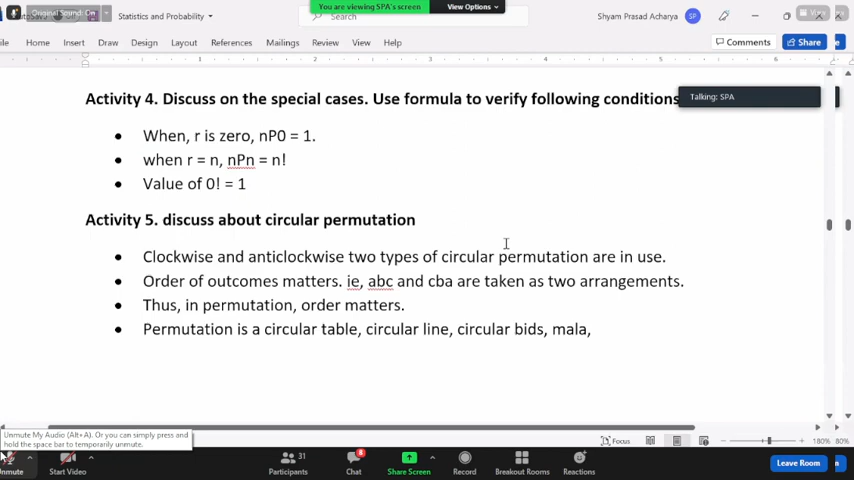 Original Sound: On
Statistics and Probability
You are viewing SPA's screen
View Options
Search
Shyam Prasad Acharya
SP
View
Home Insert Draw Design Layout References Mailings Review View Help
Comments
Share
1 2 3 4 5 6
Activity 4. Discuss on the special cases. Use formula to verify following conditions
Talking: SPA
• When, r is zero, nP0 = 1.
• when r = n, nPn = n!
• Value of 0! = 1
Activity 5. discuss about circular permutation
• Clockwise and anticlockwise two types of circular permutation are in use.
• Order of outcomes matters. ie, abc and cba are taken as two arrangements.
• Thus, in permutation, order matters.
• Permutation is a circular table, circular line, circular bids, mala,
Unmute My Audio (Alt+A). Or you can simply press and
hold the space bar to temporarily unmute.
Focus
180%
80%
Unmute
Start Video
31
Participants
8
Chat
Share Screen
Record
Breakout Rooms
Reactions
Leave Room